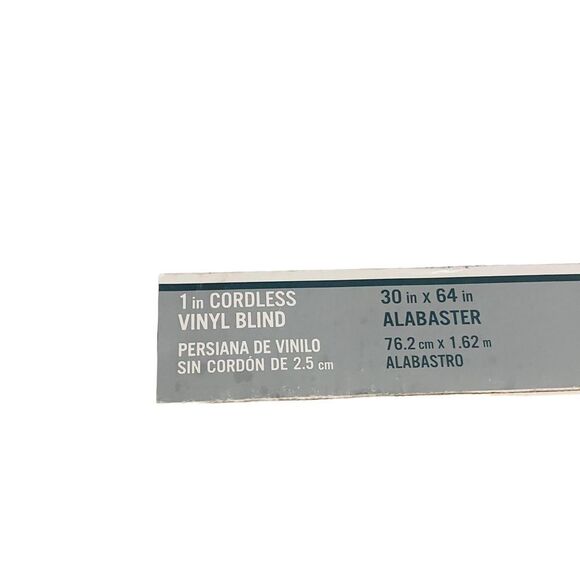 1 in CORDLESS
VINYL BLIND
PERSIANA DE VINILO
SIN CORDÓN DE 2.5 cm
30 in x 64 in
ALABASTER
76.2 cm x 1.62 m
ALABASTRO